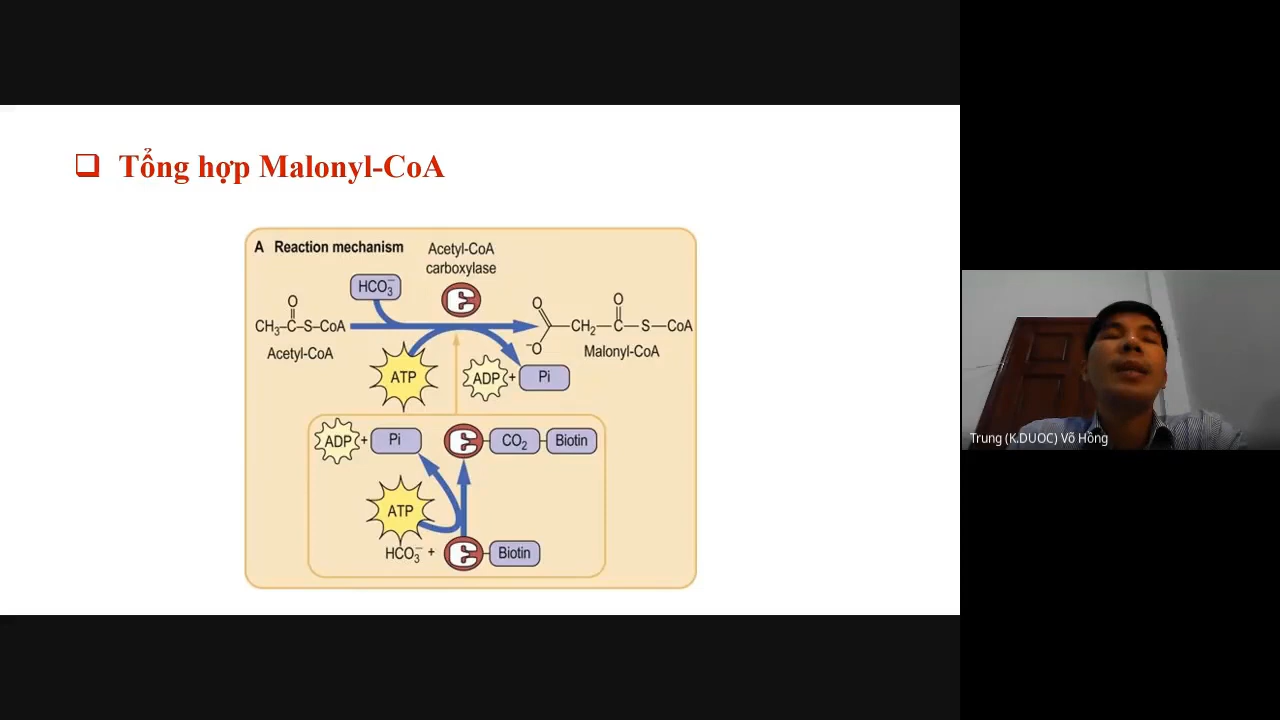 ❑ Tổng hợp Malonyl-CoA
A Reaction mechanism
Acetyl-CoA
carboxylase
HCO₃⁻
E
O
CH₃–C–S–CoA
Acetyl-CoA
O
O
CH₂–C–S–CoA
⁻O
Malonyl-CoA
ATP
ADP + Pi
ADP + Pi
E CO₂ Biotin
ATP
HCO₃⁻ + E Biotin
Trung (K.DUOC) Võ Hồng